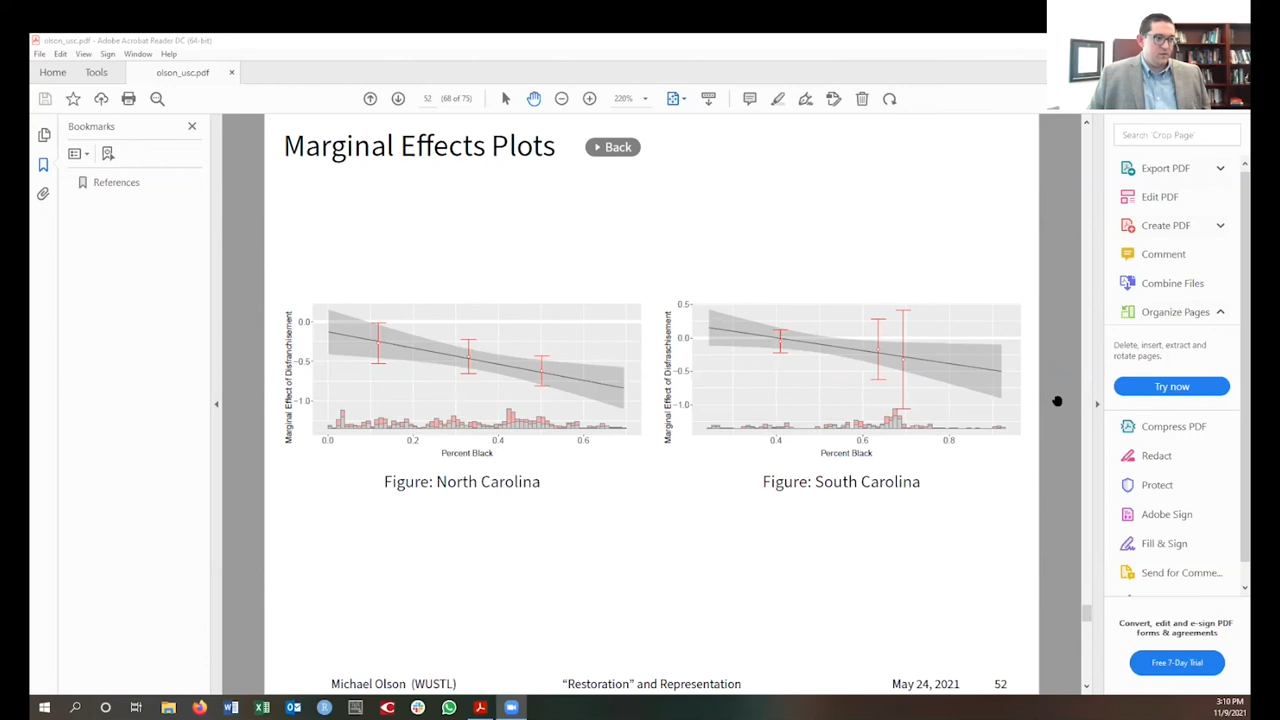 olson_usc.pdf - Adobe Acrobat Reader DC (64-bit)
File Edit View Sign Window Help
Home Tools olson_usc.pdf ×
52 (68 of 75) 220%
Bookmarks
References
Marginal Effects Plots Back
Marginal Effect of Disfranchisement
0.0
−0.5
−1.0
0.0 0.2 0.4 0.6
Percent Black
Figure: North Carolina
Marginal Effect of Disfranchisement
0.5
0.0
−0.5
−1.0
0.4 0.6 0.8
Percent Black
Figure: South Carolina
Michael Olson (WUSTL) “Restoration” and Representation May 24, 2021 52
Search 'Crop Page'
Export PDF
Edit PDF
Create PDF
Comment
Combine Files
Organize Pages
Delete, insert, extract and
rotate pages.
Try now
Compress PDF
Redact
Protect
Adobe Sign
Fill & Sign
Send for Comme...
Convert, edit and e-sign PDF
forms & agreements
Free 7-Day Trial
3:10 PM
11/9/2021